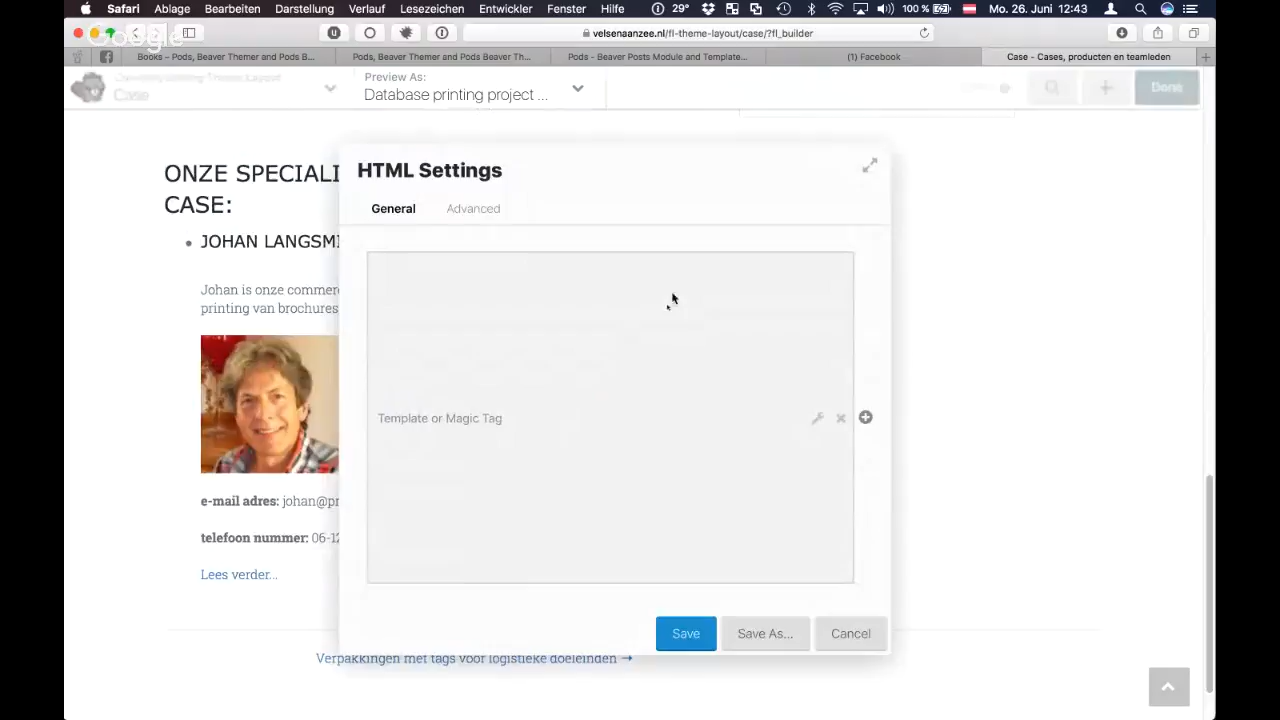 Safari Ablage Bearbeiten Darstellung Verlauf Lesezeichen Entwickler Fenster Hilfe 29° 100 % Mo. 26. Juni 12:43
Google
velsenaanzee.nl/fl-theme-layout/case/?fl_builder
Books – Pods, Beaver Themer and Pods B... Pods, Beaver Themer and Pods Beaver Th... Pods - Beaver Posts Module and Template... (1) Facebook Case - Cases, producten en teamleden
Case
Preview As:
Database printing project ...
Done
ONZE SPECIALI
CASE:
JOHAN LANGSM
Johan is onze commer
printing van brochures
e-mail adres: johan@pr
telefoon nummer: 06-12
Lees verder...
HTML Settings
General Advanced
Template or Magic Tag
Save Save As... Cancel
Verpakkingen met tags voor logistieke doeleinden →